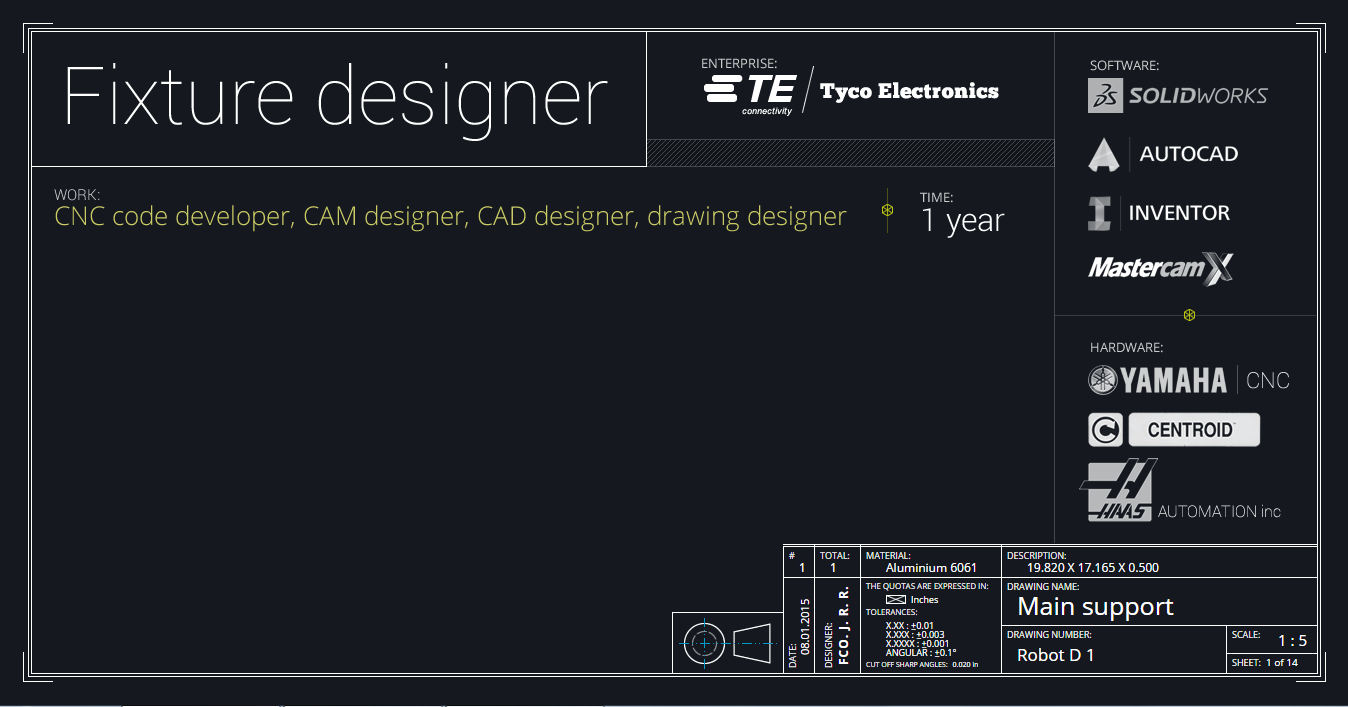 Fixture designer
ENTERPRISE:
TE
connectivity
Tyco Electronics
WORK:
CNC code developer, CAM designer, CAD designer, drawing designer
TIME:
1 year
SOFTWARE:
SOLIDWORKS
AUTOCAD
INVENTOR
Mastercam X
HARDWARE:
YAMAHA CNC
C CENTROID™
HAAS AUTOMATION inc
#
1
TOTAL:
1
MATERIAL:
Aluminium 6061
DESCRIPTION:
19.820 X 17.165 X 0.500
DATE:
08.01.2015
DESIGNER:
FCO. J. R. R.
THE QUOTAS ARE EXPRESSED IN:
Inches
TOLERANCES:
X.XX : ±0.01
X.XXX : ±0.003
X.XXXX : ±0.001
ANGULAR : ±0.1°
CUT OFF SHARP ANGLES: 0.020 In
DRAWING NAME:
Main support
DRAWING NUMBER:
Robot D 1
SCALE:
1 : 5
SHEET: 1 of 14